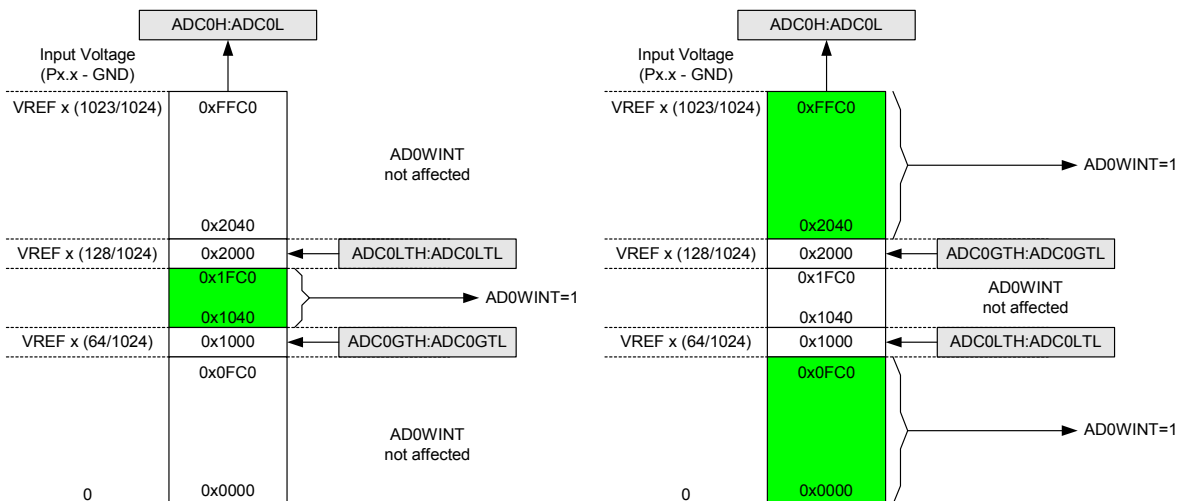 ADC0H:ADC0L
Input Voltage
(Px.x - GND)
VREF x (1023/1024)
0xFFC0
AD0WINT
not affected
0x2040
VREF x (128/1024)
0x2000
ADC0LTH:ADC0LTL
0x1FC0
AD0WINT=1
0x1040
VREF x (64/1024)
0x1000
ADC0GTH:ADC0GTL
0x0FC0
AD0WINT
not affected
0
0x0000
ADC0H:ADC0L
Input Voltage
(Px.x - GND)
VREF x (1023/1024)
0xFFC0
AD0WINT=1
0x2040
VREF x (128/1024)
0x2000
ADC0GTH:ADC0GTL
0x1FC0
AD0WINT
not affected
0x1040
VREF x (64/1024)
0x1000
ADC0LTH:ADC0LTL
0x0FC0
AD0WINT=1
0
0x0000